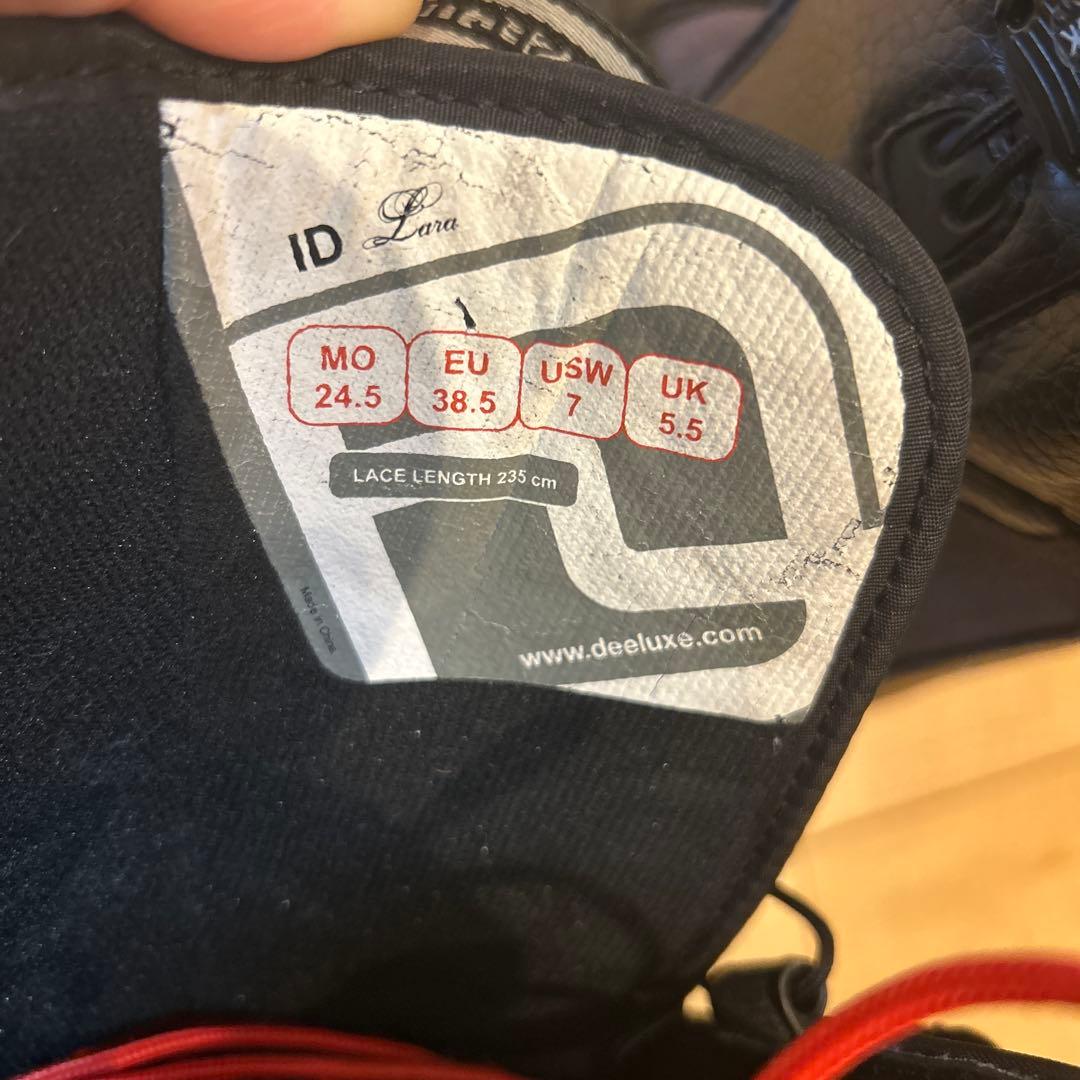 ID Lara
MO EU USW UK
24.5 38.5 7 5.5
LACE LENGTH 235 cm
Made in China
www.deeluxe.com